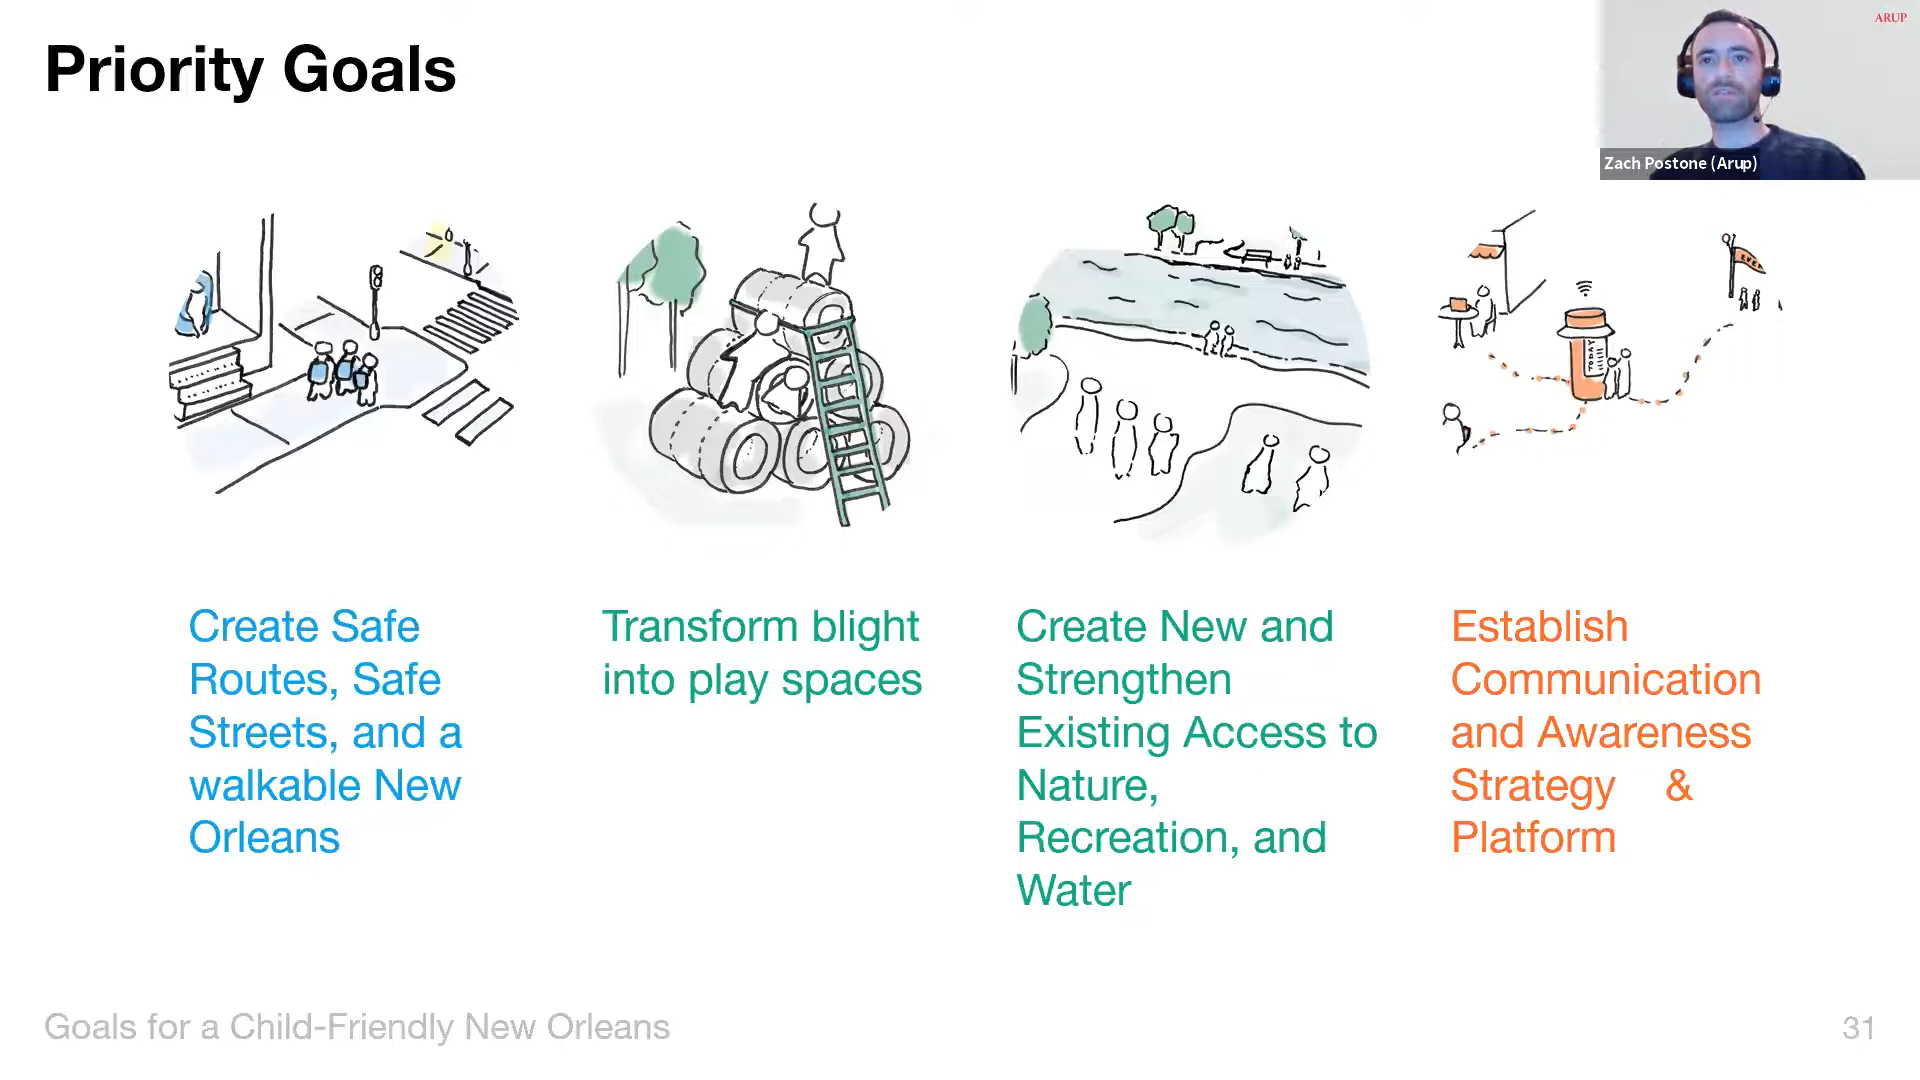 Priority Goals
ARUP
Zach Postone (Arup)
TODAY
Create Safe
Routes, Safe
Streets, and a
walkable New
Orleans
Transform blight
into play spaces
Create New and
Strengthen
Existing Access to
Nature,
Recreation, and
Water
Establish
Communication
and Awareness
Strategy &
Platform
Goals for a Child-Friendly New Orleans
31